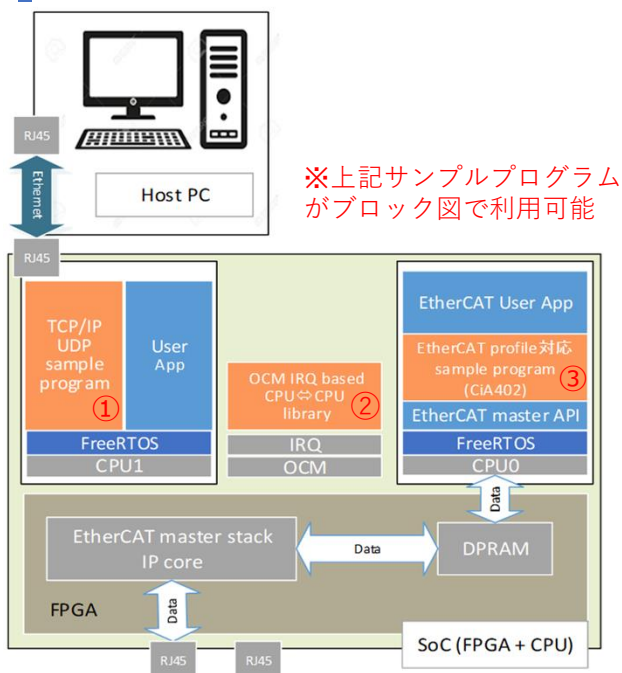 RJ45
Ethernet
Host PC
※上記サンプルプログラム
がブロック図で利用可能
RJ45
TCP/IP
UDP
sample
program
①
User
App
FreeRTOS
CPU1
OCM IRQ based
CPU⇔CPU
library
②
IRQ
OCM
EtherCAT User App
EtherCAT profile対応
sample program
(CiA402)
③
EtherCAT master API
FreeRTOS
CPU0
Data
EtherCAT master stack
IP core
Data
DPRAM
FPGA
Data
SoC (FPGA + CPU)
RJ45
RJ45